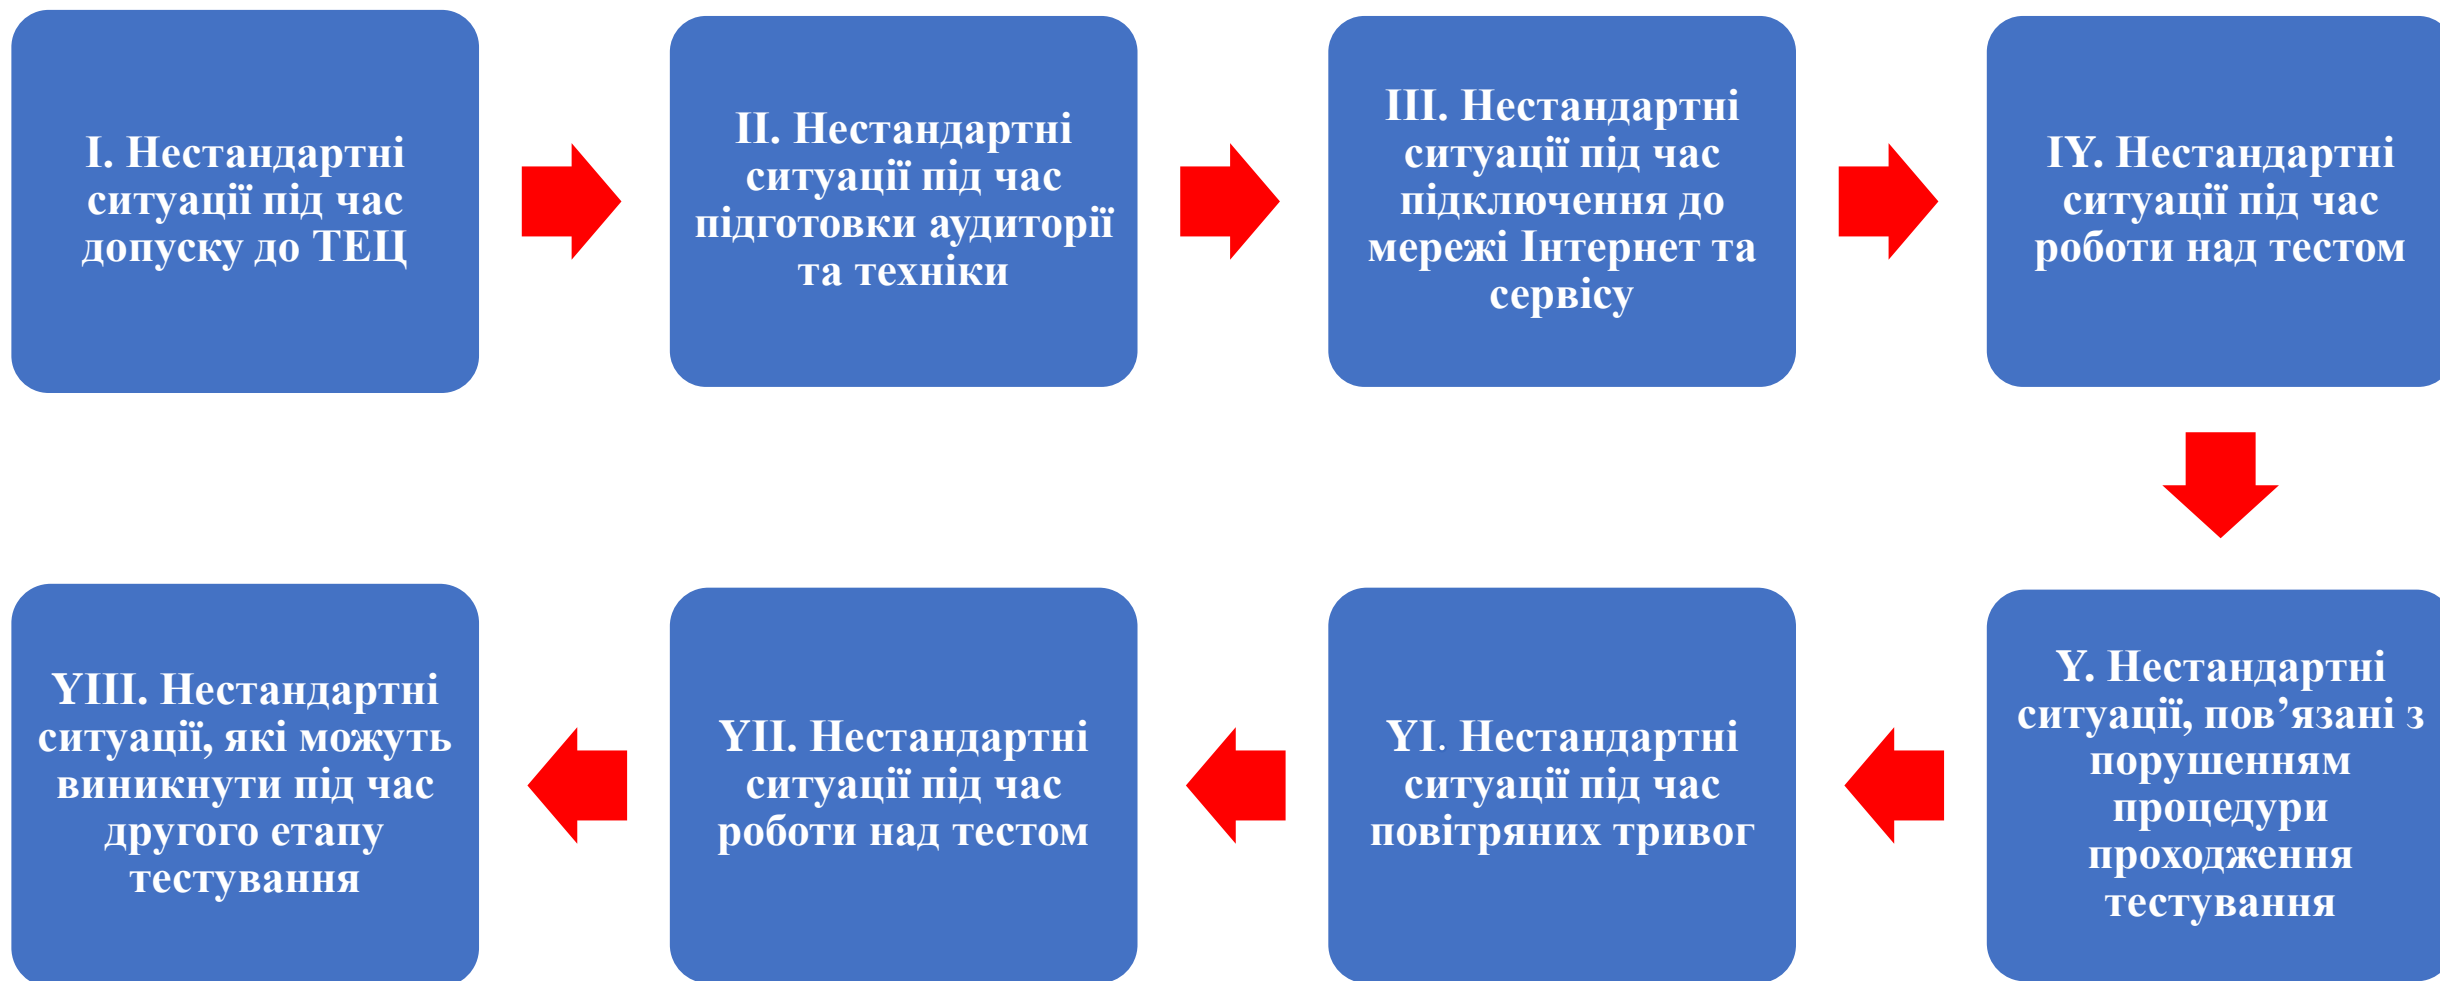 I. Нестандартні
ситуації під час
допуску до ТЕЦ
II. Нестандартні
ситуації під час
підготовки аудиторії
та техніки
III. Нестандартні
ситуації під час
підключення до
мережі Інтернет та
сервісу
IY. Нестандартні
ситуації під час
роботи над тестом
Y. Нестандартні
ситуації, пов’язані з
порушенням
процедури
проходження
тестування
YI. Нестандартні
ситуації під час
повітряних тривог
YII. Нестандартні
ситуації під час
роботи над тестом
YIII. Нестандартні
ситуації, які можуть
виникнути під час
другого етапу
тестування